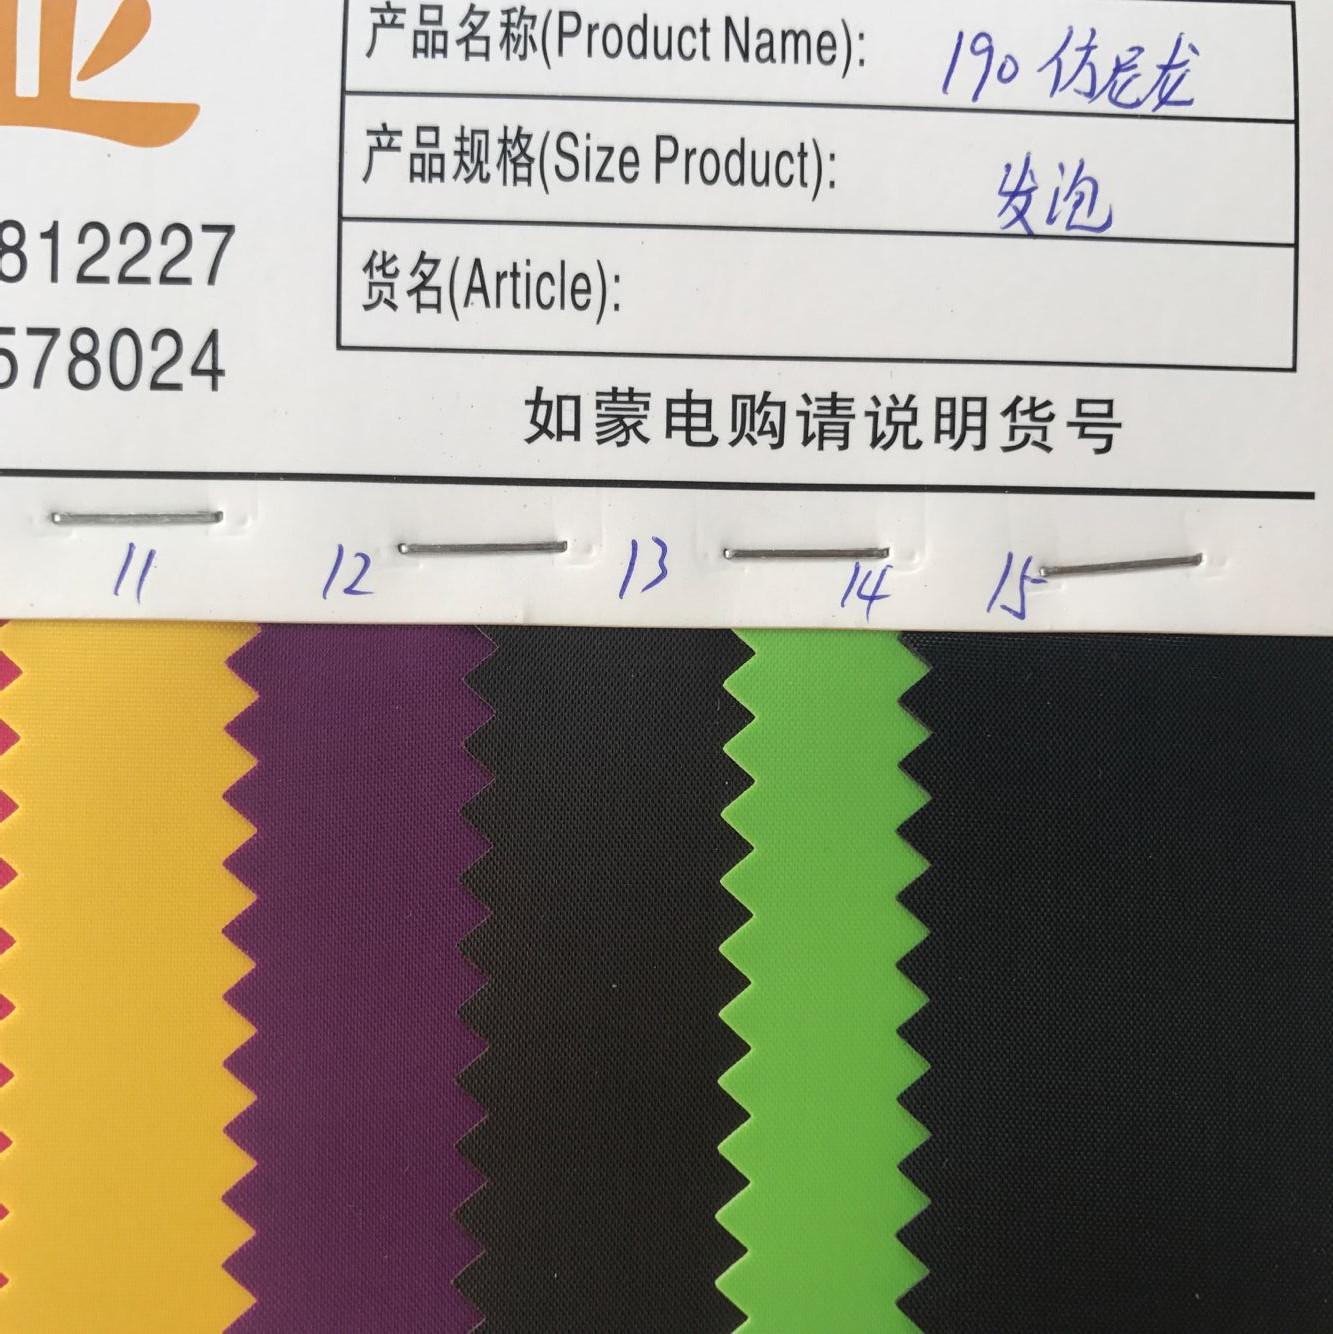 业
产品名称(Product Name): 190 仿尼龙
产品规格(Size Product): 发泡
货名(Article):
812227
578024
如蒙电购请说明货号
11 12 13 14 15